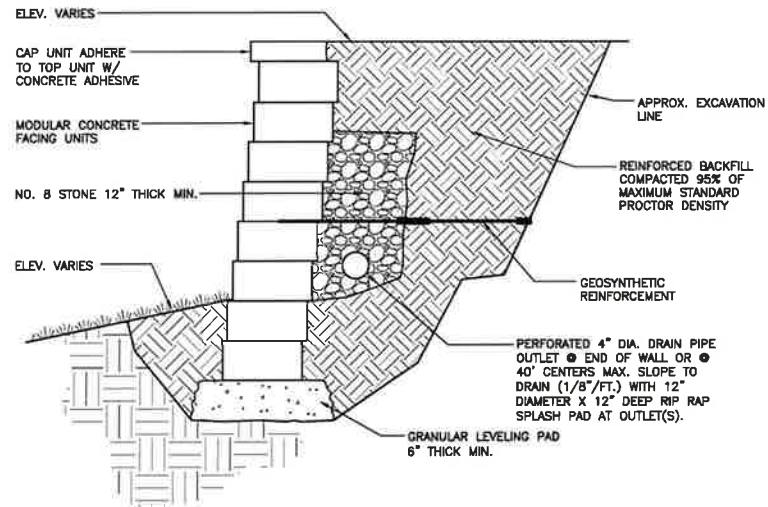 ELEV. VARIES
CAP UNIT ADHERE
TO TOP UNIT W/
CONCRETE ADHESIVE
MODULAR CONCRETE
FACING UNITS
NO. 8 STONE 12" THICK MIN.
ELEV. VARIES
APPROX. EXCAVATION
LINE
REINFORCED BACKFILL
COMPACTED 95% OF
MAXIMUM STANDARD
PROCTOR DENSITY
GEOSYNTHETIC
REINFORCEMENT
PERFORATED 4" DIA. DRAIN PIPE
OUTLET @ END OF WALL OR @
40' CENTERS MAX. SLOPE TO
DRAIN (1/8"/FT.) WITH 12"
DIAMETER X 12" DEEP RIP RAP
SPLASH PAD AT OUTLET(S).
GRANULAR LEVELING PAD
6" THICK MIN.